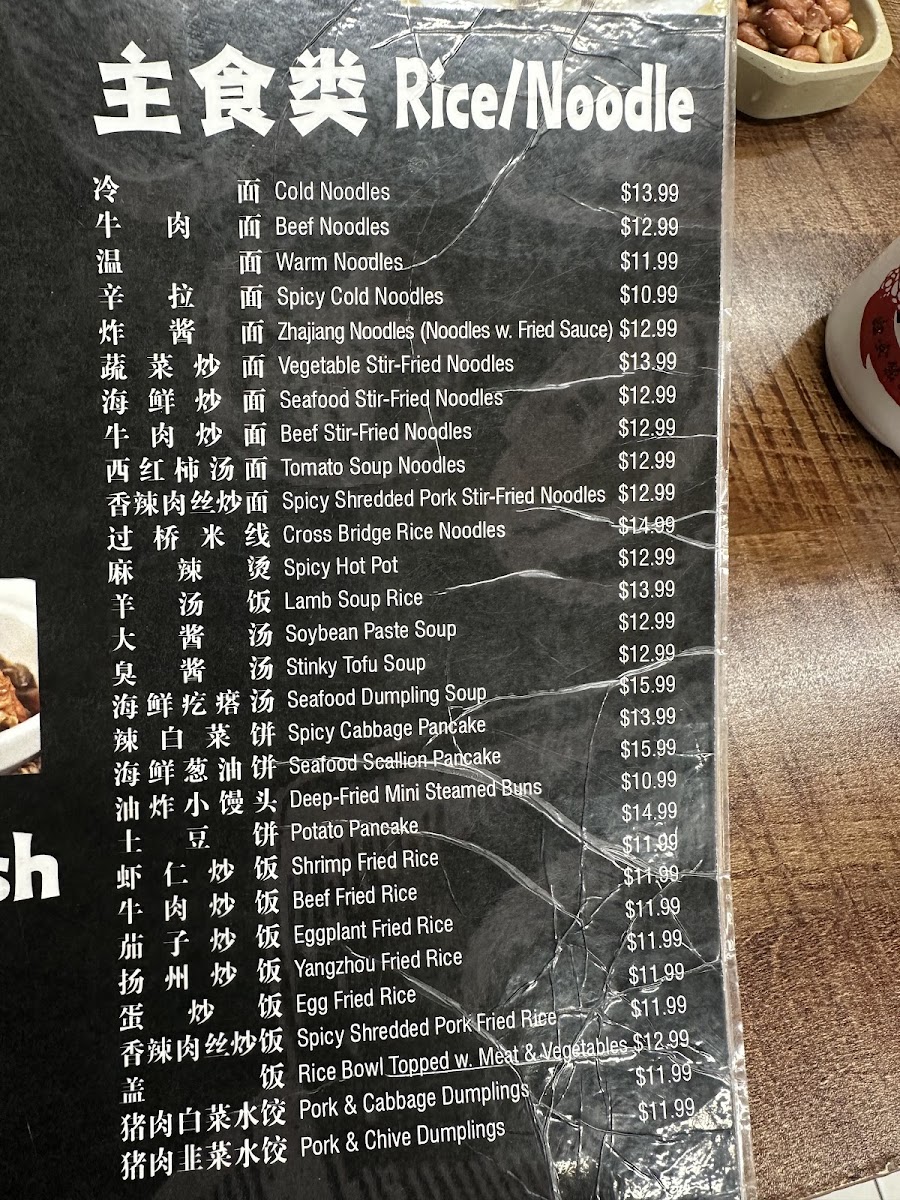 主食类 Rice/Noodle
冷面 Cold Noodles $13.99
牛肉面 Beef Noodles $12.99
温面 Warm Noodles $11.99
辛拉面 Spicy Cold Noodles $10.99
炸酱面 Zhajiang Noodles (Noodles w. Fried Sauce) $12.99
蔬菜炒面 Vegetable Stir-Fried Noodles $13.99
海鲜炒面 Seafood Stir-Fried Noodles $12.99
牛肉炒面 Beef Stir-Fried Noodles $12.99
西红柿汤面 Tomato Soup Noodles $12.99
香辣肉丝炒面 Spicy Shredded Pork Stir-Fried Noodles $12.99
过桥米线 Cross Bridge Rice Noodles $14.99
麻辣烫 Spicy Hot Pot $12.99
羊汤饭 Lamb Soup Rice $13.99
大酱汤 Soybean Paste Soup $12.99
臭酱汤 Stinky Tofu Soup $12.99
海鲜疙瘩汤 Seafood Dumpling Soup $15.99
辣白菜饼 Spicy Cabbage Pancake $13.99
海鲜葱油饼 Seafood Scallion Pancake $15.99
油炸小馒头 Deep-Fried Mini Steamed Buns $10.99
土豆饼 Potato Pancake $14.99
虾仁炒饭 Shrimp Fried Rice $11.99
牛肉炒饭 Beef Fried Rice $11.99
茄子炒饭 Eggplant Fried Rice $11.99
扬州炒饭 Yangzhou Fried Rice $11.99
蛋炒饭 Egg Fried Rice $11.99
香辣肉丝炒饭 Spicy Shredded Pork Fried Rice $11.99
盖饭 Rice Bowl Topped w. Meat & Vegetables $12.99
猪肉白菜水饺 Pork & Cabbage Dumplings $11.99
猪肉韭菜水饺 Pork & Chive Dumplings $11.99
sh